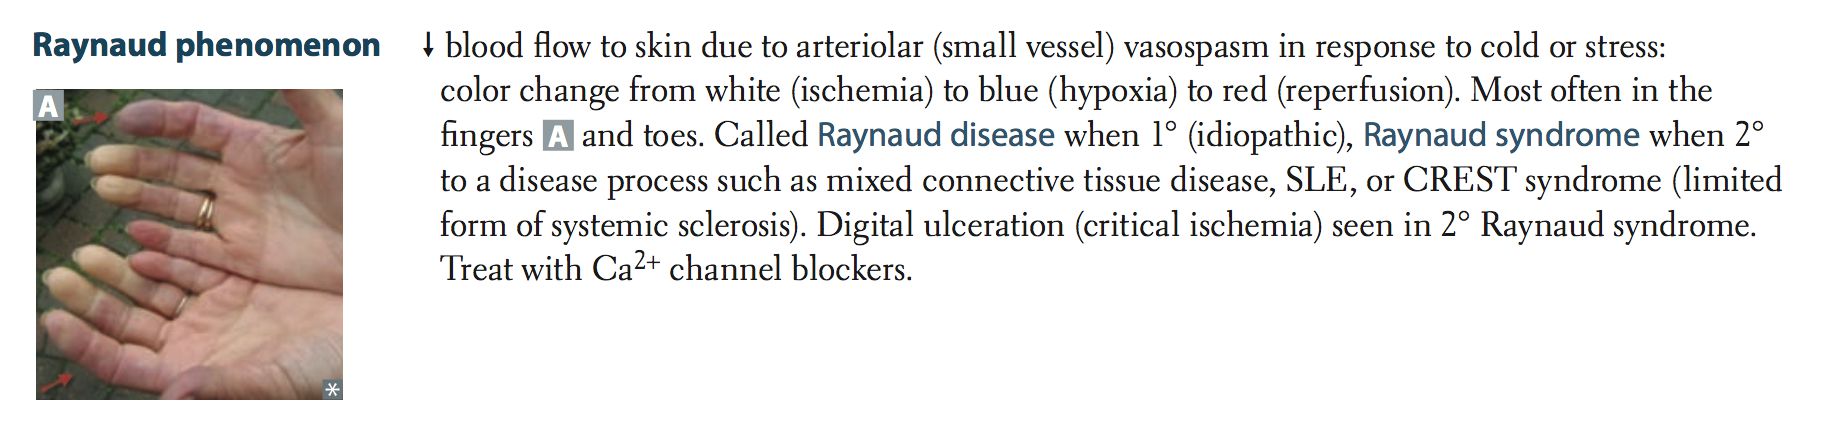 Raynaud phenomenon
↓ blood flow to skin due to arteriolar (small vessel) vasospasm in response to cold or stress:
color change from white (ischemia) to blue (hypoxia) to red (reperfusion). Most often in the
fingers A and toes. Called Raynaud disease when 1° (idiopathic), Raynaud syndrome when 2°
to a disease process such as mixed connective tissue disease, SLE, or CREST syndrome (limited
form of systemic sclerosis). Digital ulceration (critical ischemia) seen in 2° Raynaud syndrome.
Treat with Ca2+ channel blockers.
A
*